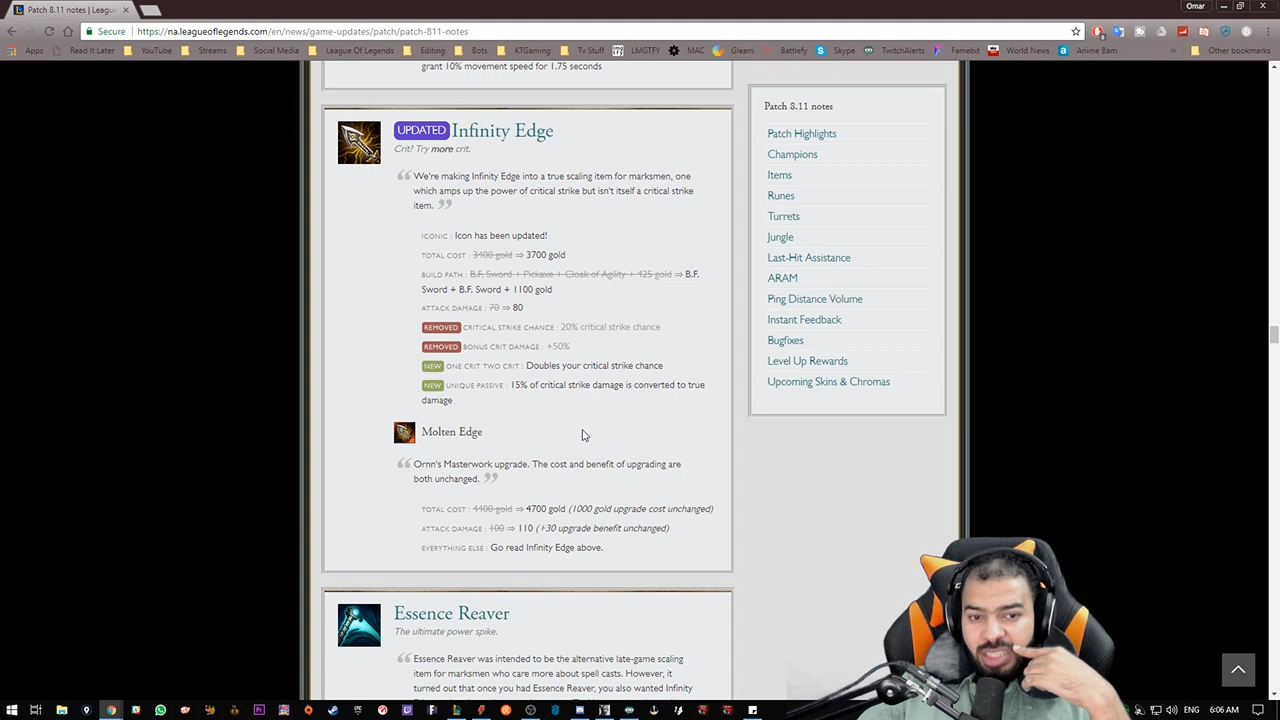 Patch 8.11 notes | Leagu
Omar
Secure
https://na.leagueoflegends.com/en/news/game-updates/patch/patch-811-notes
Apps
Read It Later
YouTube
Streams
Social Media
League Of Legends
Editing
Bots
KTGaming
Tv Stuff
LMGTFY
MAC
Gleam
Battlefy
Skype
TwitchAlerts
Famebit
World News
Anime Bam
Other bookmarks
grant 10% movement speed for 1.75 seconds
UPDATED Infinity Edge
Crit? Try more crit.
We're making Infinity Edge into a true scaling item for marksmen, one
which amps up the power of critical strike but isn't itself a critical strike
item.
ICONIC : Icon has been updated!
TOTAL COST : 3400 gold ⇒ 3700 gold
BUILD PATH : B.F. Sword + Pickaxe + Cloak of Agility + 425 gold ⇒ B.F.
Sword + B.F. Sword + 1100 gold
ATTACK DAMAGE : 70 ⇒ 80
REMOVED CRITICAL STRIKE CHANCE : 20% critical strike chance
REMOVED BONUS CRIT DAMAGE : +50%
NEW ONE CRIT TWO CRIT : Doubles your critical strike chance
NEW UNIQUE PASSIVE : 15% of critical strike damage is converted to true
damage
Molten Edge
Ornn's Masterwork upgrade. The cost and benefit of upgrading are
both unchanged.
TOTAL COST : 4400 gold ⇒ 4700 gold (1000 gold upgrade cost unchanged)
ATTACK DAMAGE : 100 ⇒ 110 (+30 upgrade benefit unchanged)
EVERYTHING ELSE : Go read Infinity Edge above.
Essence Reaver
The ultimate power spike.
Essence Reaver was intended to be the alternative late-game scaling
item for marksmen who care more about spell casts. However, it
turned out that once you had Essence Reaver, you also wanted Infinity
Patch 8.11 notes
Patch Highlights
Champions
Items
Runes
Turrets
Jungle
Last-Hit Assistance
ARAM
Ping Distance Volume
Instant Feedback
Bugfixes
Level Up Rewards
Upcoming Skins & Chromas
ENG
6:06 AM